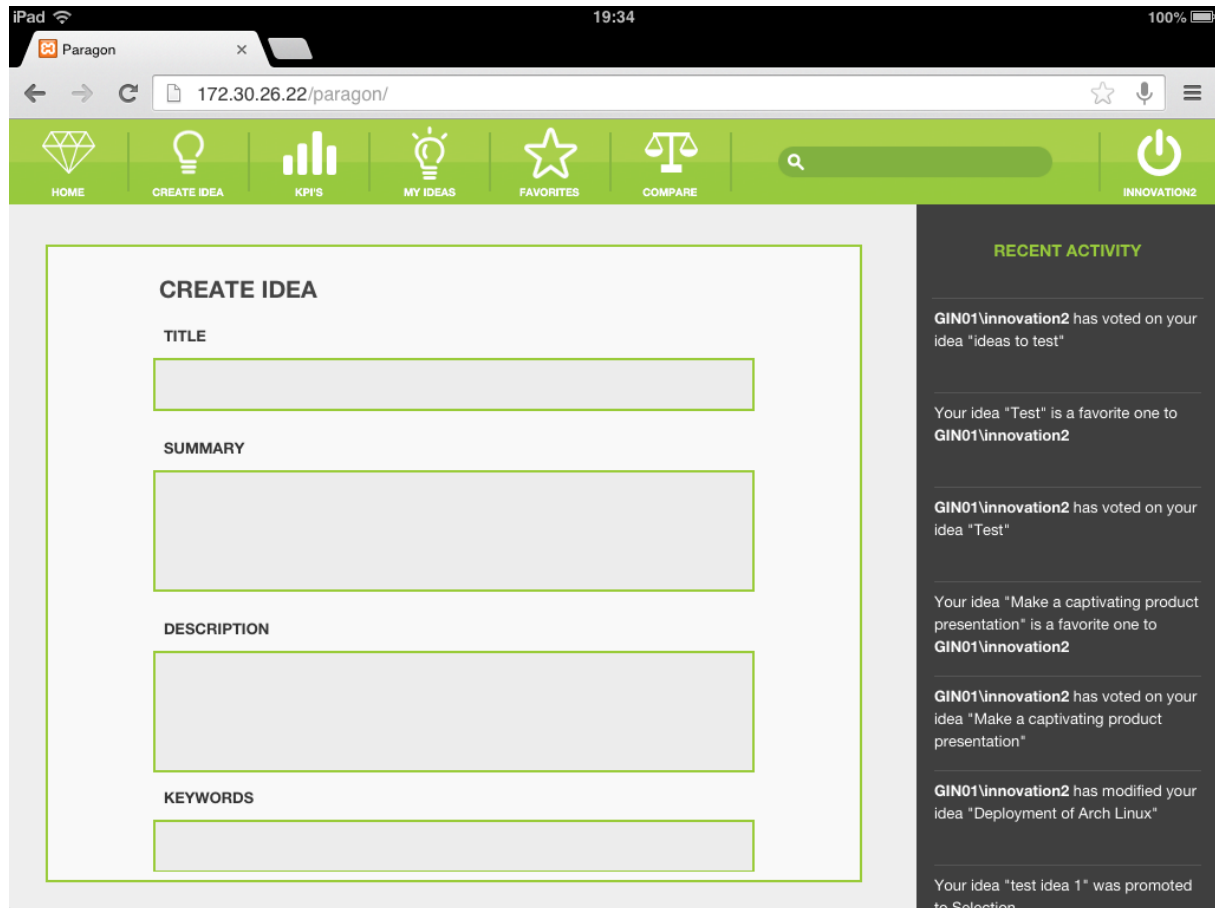 iPad 19:34 100%
Paragon
172.30.26.22/paragon/
HOME CREATE IDEA KPI'S MY IDEAS FAVORITES COMPARE INNOVATION2
CREATE IDEA
TITLE
SUMMARY
DESCRIPTION
KEYWORDS
RECENT ACTIVITY
GIN01\innovation2 has voted on your
idea "ideas to test"
Your idea "Test" is a favorite one to
GIN01\innovation2
GIN01\innovation2 has voted on your
idea "Test"
Your idea "Make a captivating product
presentation" is a favorite one to
GIN01\innovation2
GIN01\innovation2 has voted on your
idea "Make a captivating product
presentation"
GIN01\innovation2 has modified your
idea "Deployment of Arch Linux"
Your idea "test idea 1" was promoted
to Selection